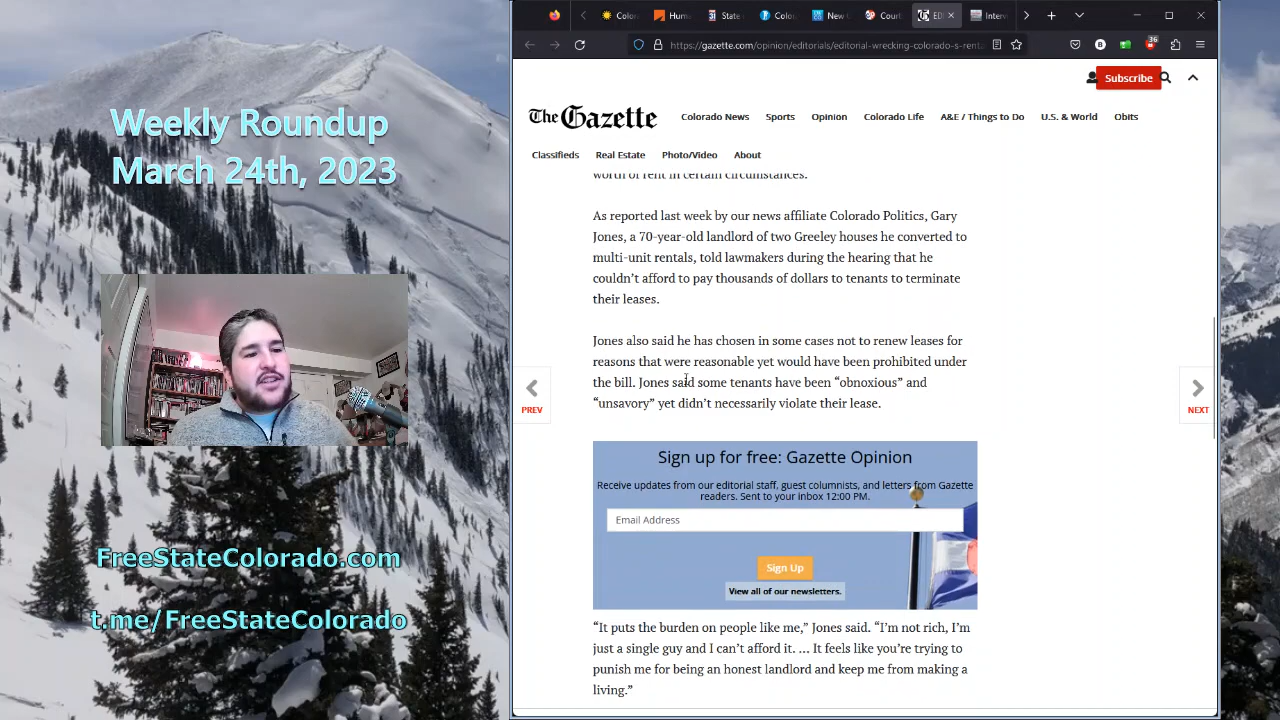 Weekly Roundup
March 24th, 2023
FreeStateColorado.com
t.me/FreeStateColorado
Color
Hum
State
Color
New
Court
ED
Interv
https://gazette.com/opinion/editorials/editorial-wrecking-colorado-s-rent
36
Subscribe
The Gazette
Colorado News Sports Opinion Colorado Life A&E / Things to Do U.S. & World Obits
Classifieds Real Estate Photo/Video About
worth of rent in certain circumstances.
As reported last week by our news affiliate Colorado Politics, Gary
Jones, a 70-year-old landlord of two Greeley houses he converted to
multi-unit rentals, told lawmakers during the hearing that he
couldn’t afford to pay thousands of dollars to tenants to terminate
their leases.
Jones also said he has chosen in some cases not to renew leases for
reasons that were reasonable yet would have been prohibited under
the bill. Jones said some tenants have been “obnoxious” and
“unsavory” yet didn’t necessarily violate their lease.
PREV
NEXT
Sign up for free: Gazette Opinion
Receive updates from our editorial staff, guest columnists, and letters from Gazette
readers. Sent to your inbox 12:00 PM.
Email Address
Sign Up
View all of our newsletters.
“It puts the burden on people like me,” Jones said. “I’m not rich, I’m
just a single guy and I can’t afford it. … It feels like you’re trying to
punish me for being an honest landlord and keep me from making a
living.”